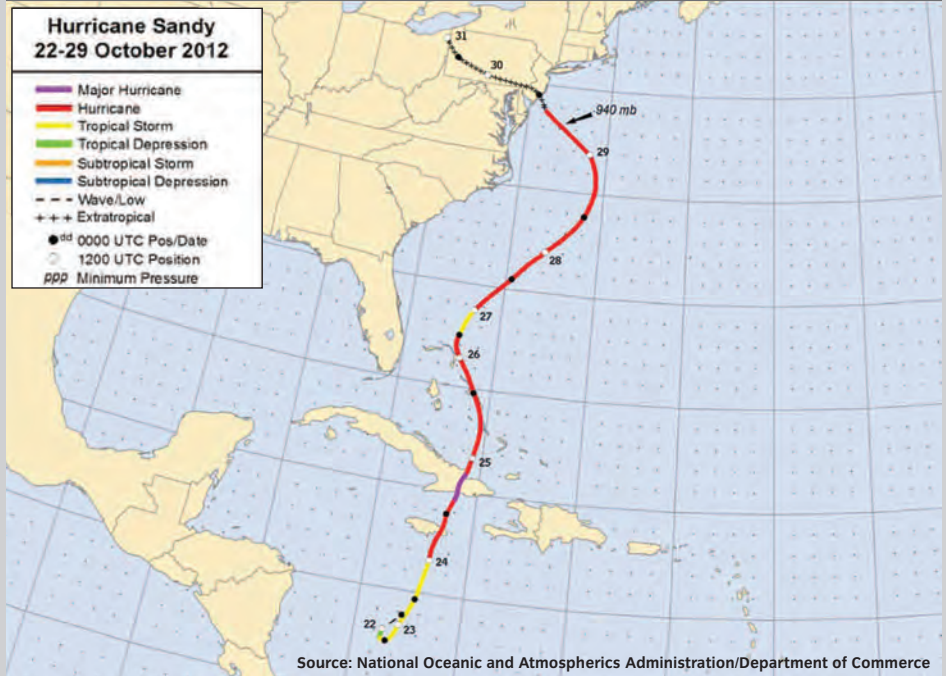 Hurricane Sandy
22-29 October 2012
Major Hurricane
Hurricane
Tropical Storm
Tropical Depression
Subtropical Storm
Subtropical Depression
Wave/Low
Extratropical
dd 0000 UTC Pos/Date
1200 UTC Position
ppp Minimum Pressure
31
30
940 mb
29
28
27
26
25
24
22
23
Source: National Oceanic and Atmospherics Administration/Department of Commerce